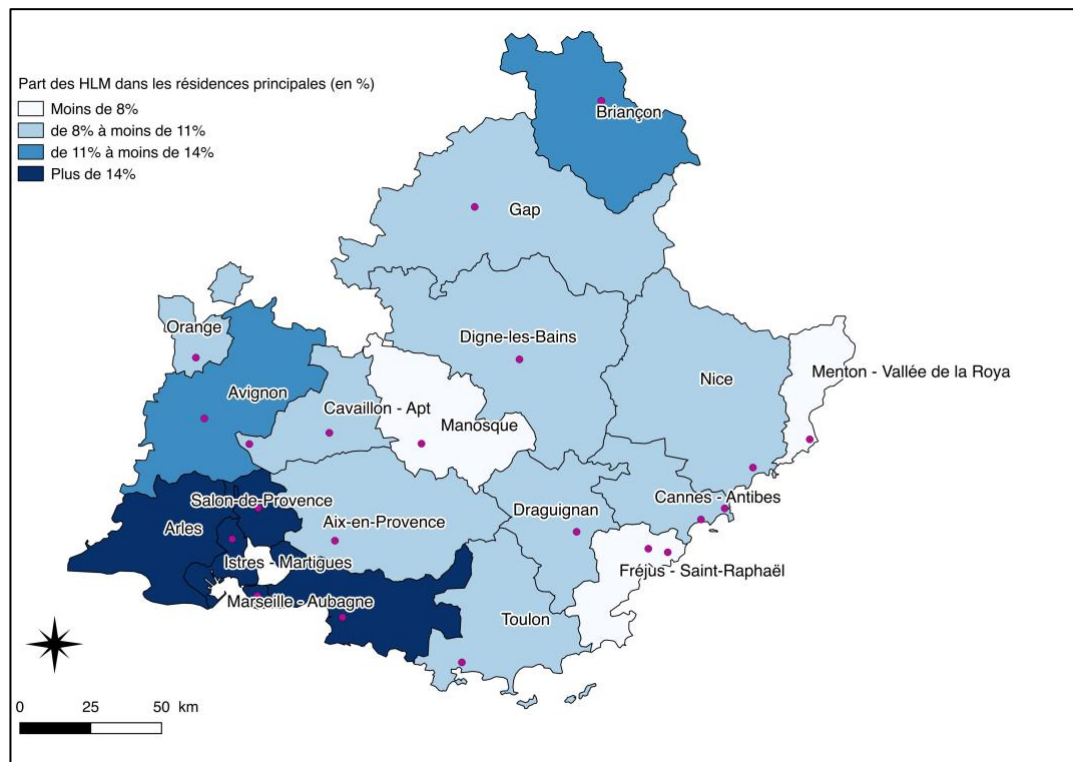 Part des HLM dans les résidences principales (en %)
Moins de 8%
de 8% à moins de 11%
de 11% à moins de 14%
Plus de 14%
Briançon
Gap
Orange
Digne-les-Bains
Nice
Menton - Vallée de la Roya
Avignon
Cavaillon - Apt
Manosque
Salon-de-Provence
Cannes - Antibes
Draguignan
Aix-en-Provence
Arles
Istres - Martigues
Fréjus - Saint-Raphaël
Marseille - Aubagne
Toulon
0 25 50 km